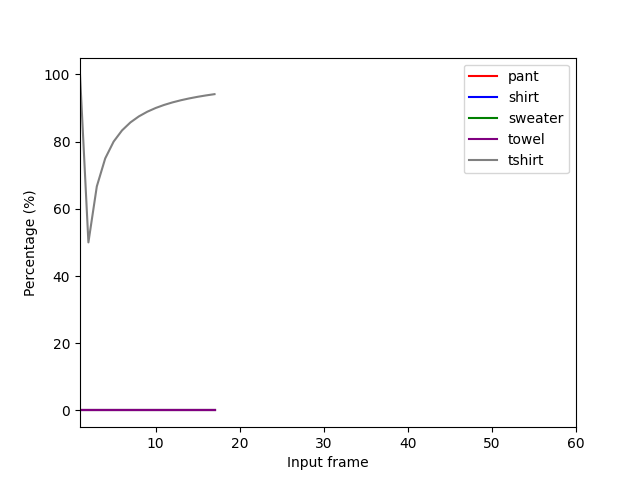 100
80
60
40
20
0
Percentage (%)
10 20 30 40 50 60
Input frame
pant
shirt
sweater
towel
tshirt